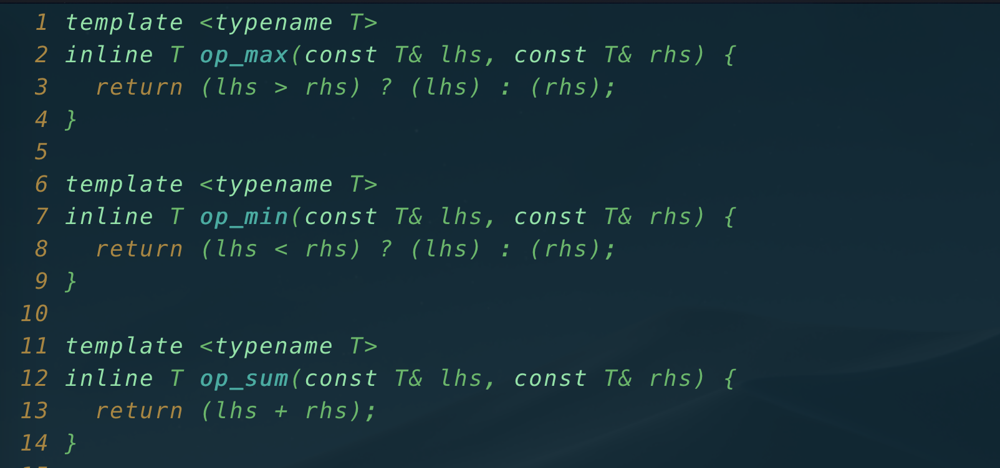 1 template <typename T>
2 inline T op_max(const T& lhs, const T& rhs) {
3   return (lhs > rhs) ? (lhs) : (rhs);
4 }
5
6 template <typename T>
7 inline T op_min(const T& lhs, const T& rhs) {
8   return (lhs < rhs) ? (lhs) : (rhs);
9 }
10
11 template <typename T>
12 inline T op_sum(const T& lhs, const T& rhs) {
13   return (lhs + rhs);
14 }